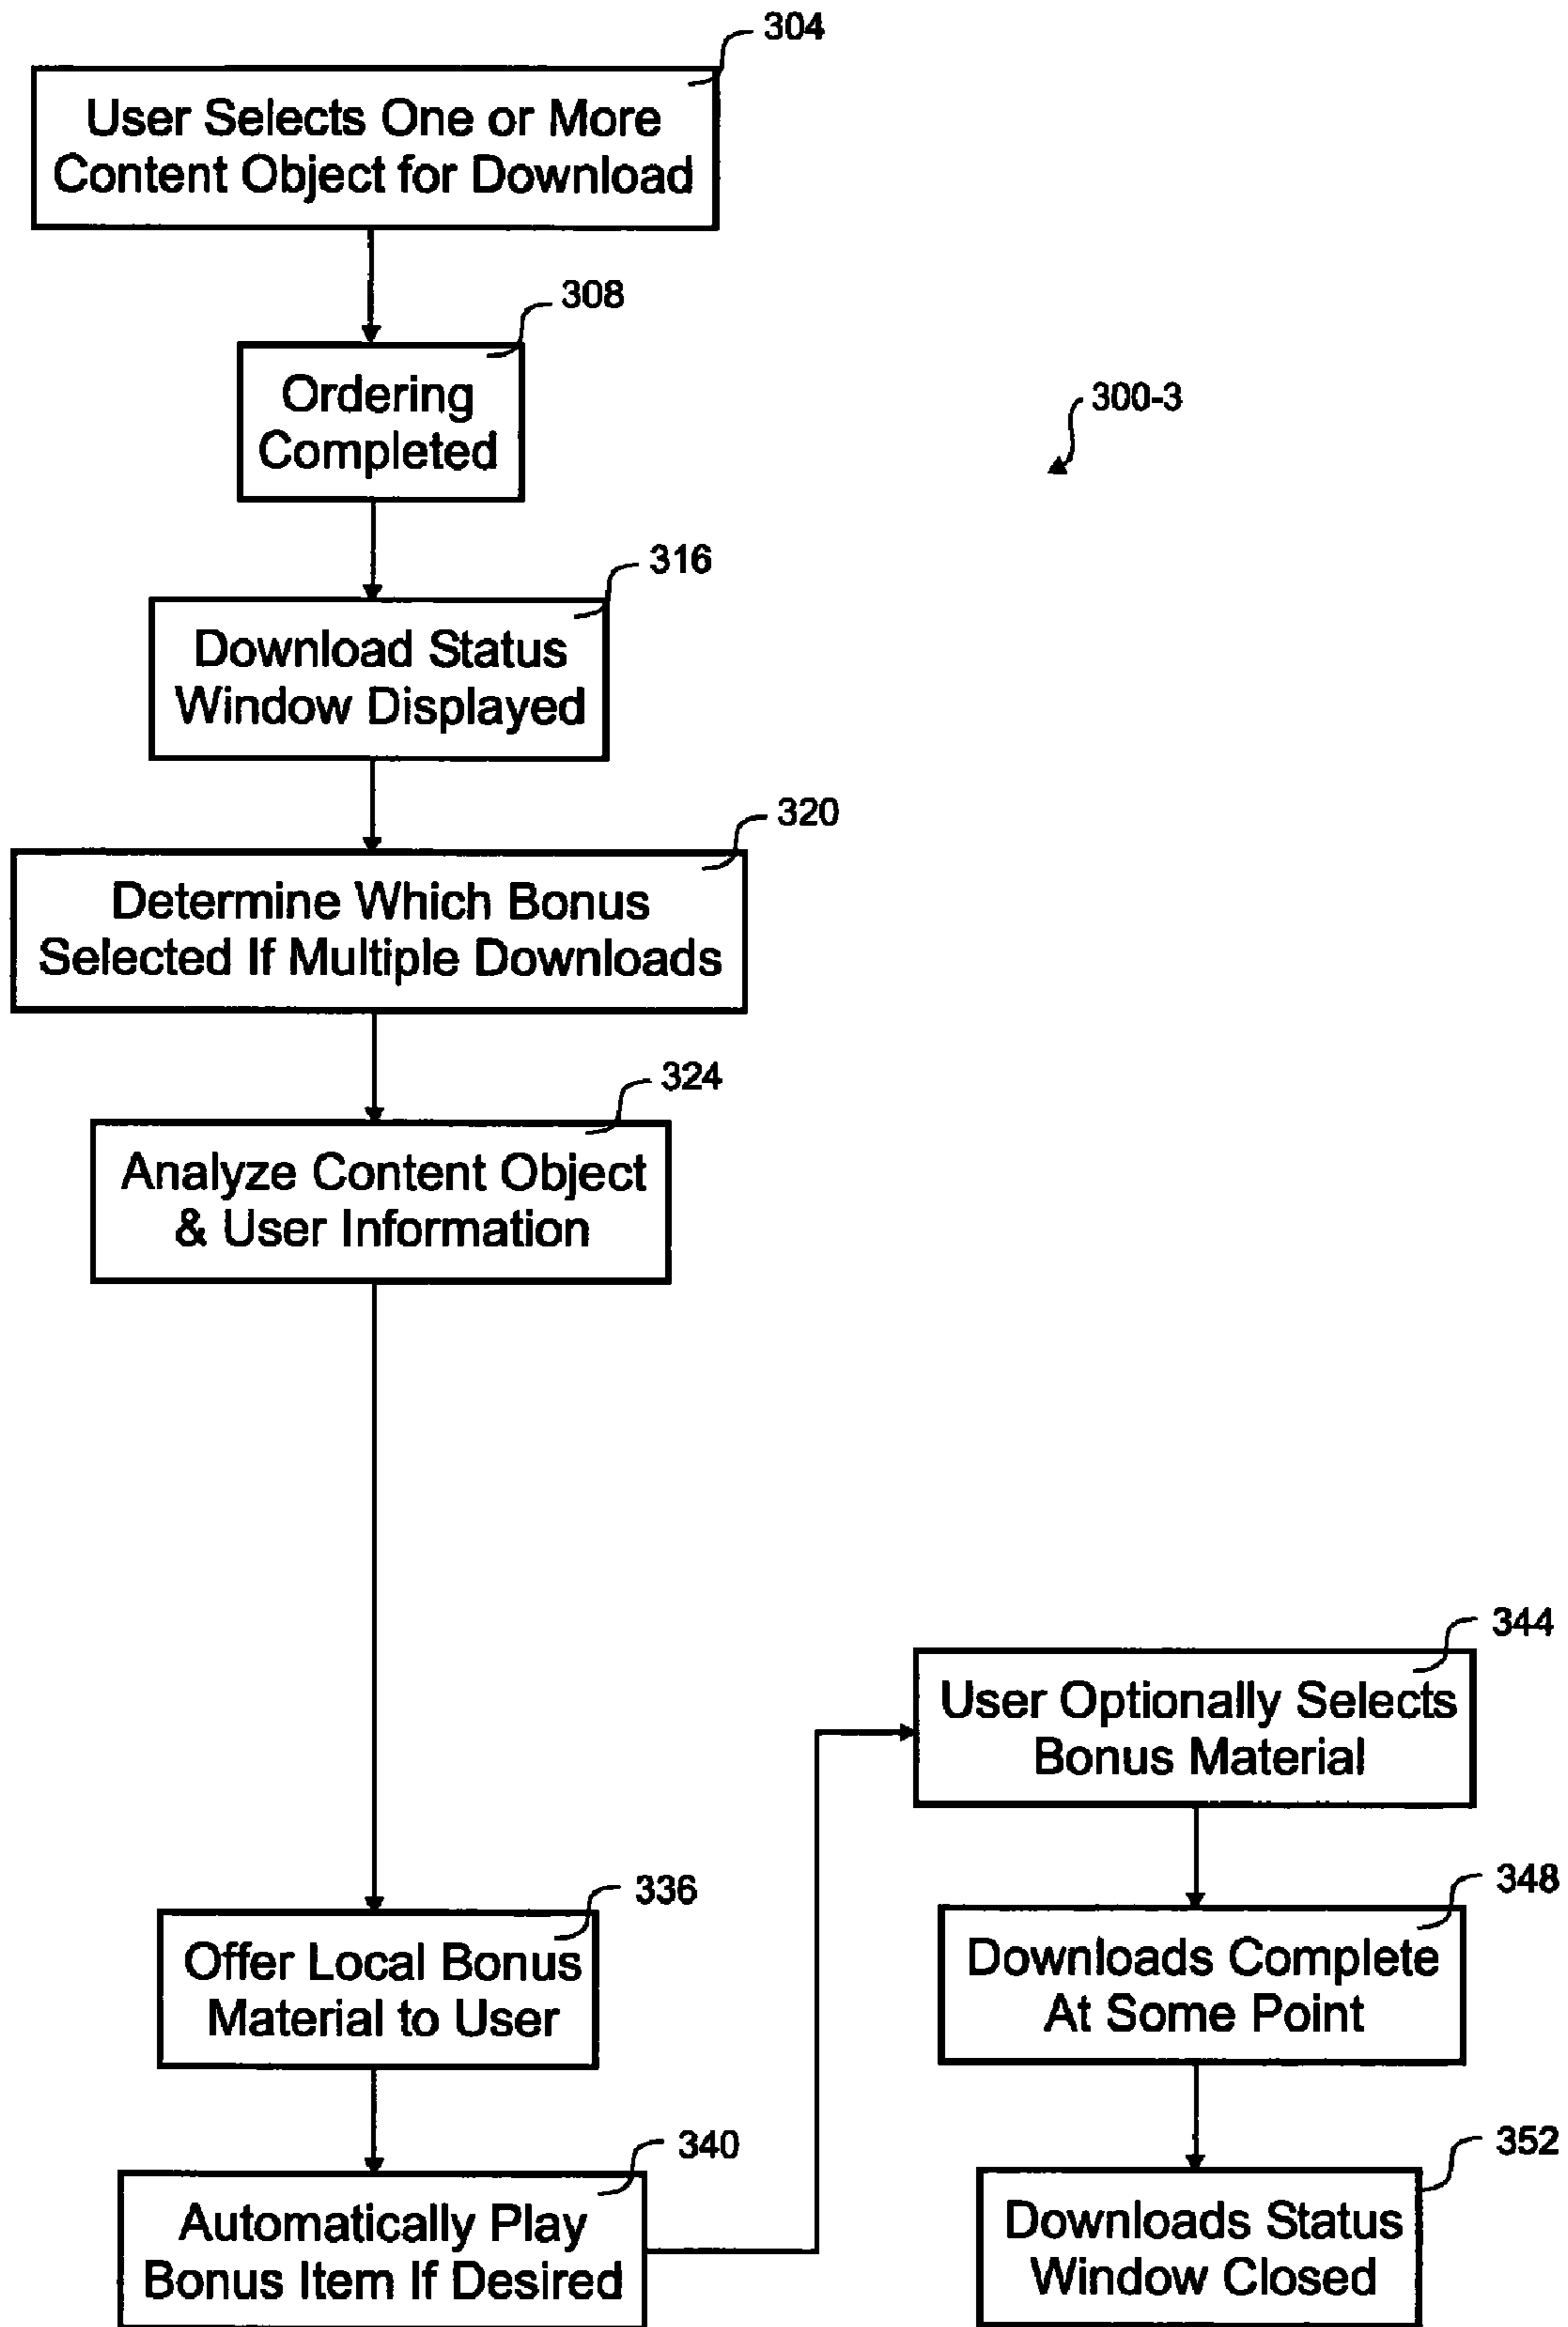 304
User Selects One or More
Content Object for Download
308
Ordering
Completed
300-3
316
Download Status
Window Displayed
320
Determine Which Bonus
Selected If Multiple Downloads
324
Analyze Content Object
& User Information
336
Offer Local Bonus
Material to User
340
Automatically Play
Bonus Item If Desired
344
User Optionally Selects
Bonus Material
348
Downloads Complete
At Some Point
352
Downloads Status
Window Closed